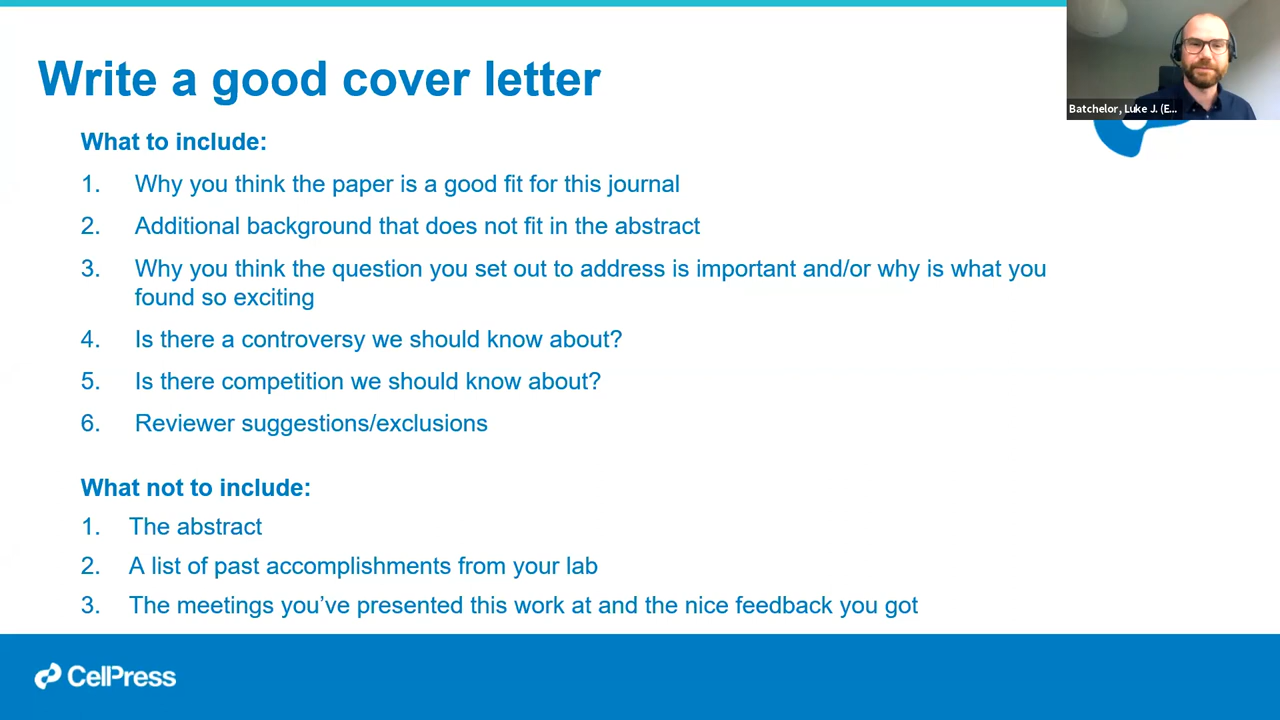 Write a good cover letter
Batchelor, Luke J. (E...
What to include:
1. Why you think the paper is a good fit for this journal
2. Additional background that does not fit in the abstract
3. Why you think the question you set out to address is important and/or why is what you
found so exciting
4. Is there a controversy we should know about?
5. Is there competition we should know about?
6. Reviewer suggestions/exclusions
What not to include:
1. The abstract
2. A list of past accomplishments from your lab
3. The meetings you’ve presented this work at and the nice feedback you got
CellPress